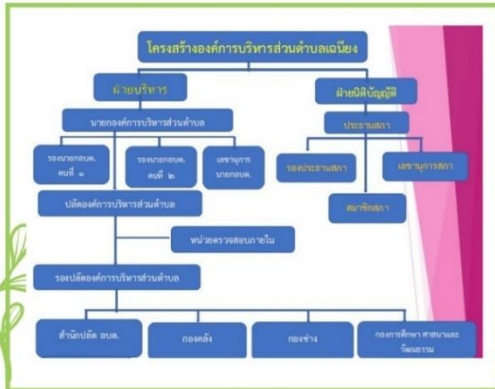 โครงสร้างองค์การบริหารส่วนตำบลเฉนียง
ฝ่ายบริหาร
ฝ่ายนิติบัญญัติ
นายกองค์การบริหารส่วนตำบล
ประธานสภา
รองนายกอบต.
คนที่ ๑
รองนายกอบต.
คนที่ ๒
เลขานุการ
นายกอบต.
รองประธานสภา
เลขานุการสภา
ปลัดองค์การบริหารส่วนตำบล
สมาชิกสภา
หน่วยตรวจสอบภายใน
รองปลัดองค์การบริหารส่วนตำบล
สำนักปลัด อบต.
กองคลัง
กองช่าง
กองการศึกษา ศาสนาและ
วัฒนธรรม